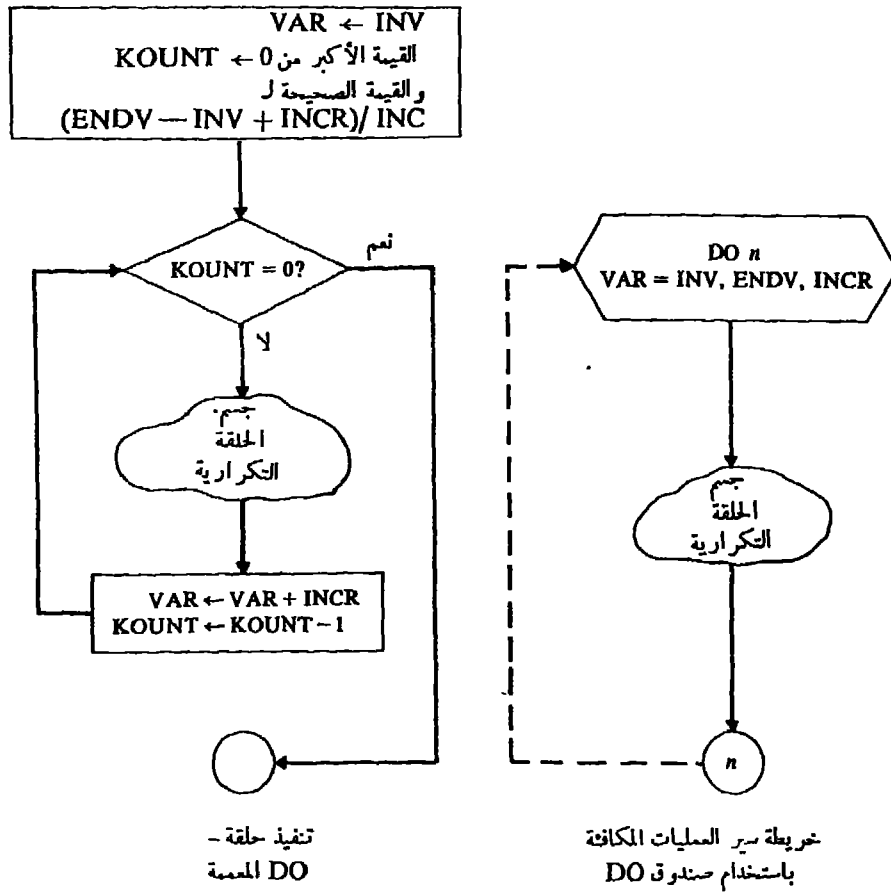 VAR ← INV
KOUNT ← 0 القيمة الأكبر من
والقيمة الصحيحة لـ
(ENDV − INV + INCR)/ INC
KOUNT = 0?
نعم
لا
جسم
الحلقة
التكرارية
VAR ← VAR + INCR
KOUNT ← KOUNT − 1
تنفيذ حلقة –
DO المعممة
DO n
VAR = INV, ENDV, INCR
جسم
الحلقة
التكرارية
n
خريطة سير العمليات المكافئة
باستخدام صندوق DO